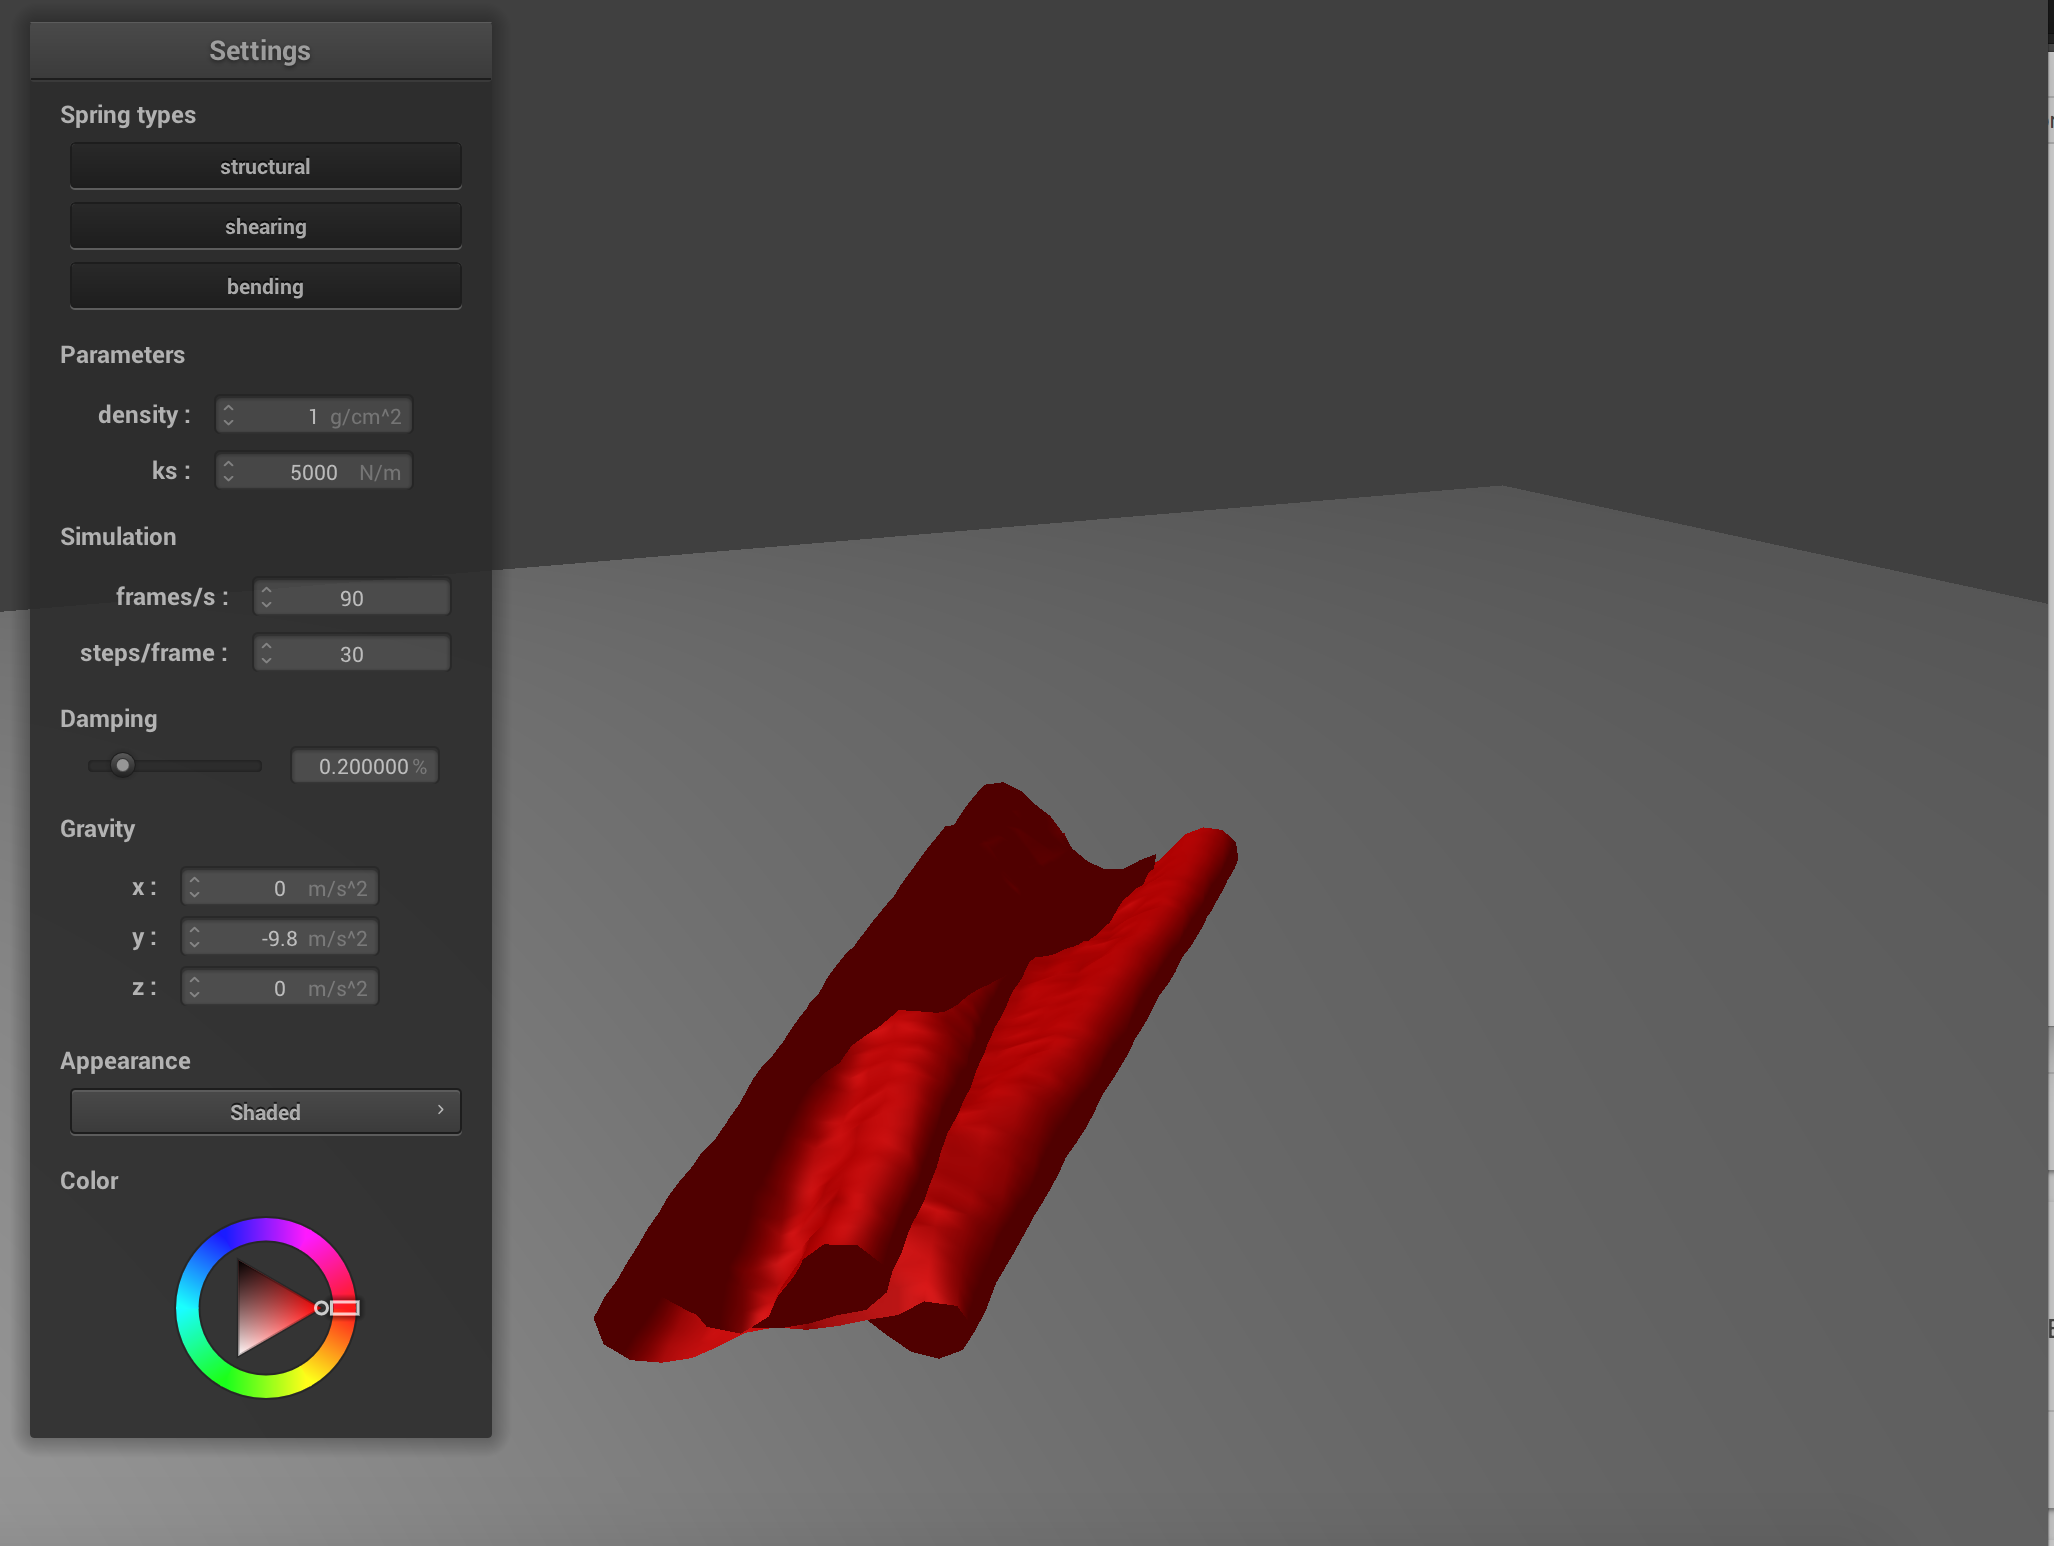 Settings
Spring types
structural
shearing
bending
Parameters
density : 1 g/cm^2
ks : 5000 N/m
Simulation
frames/s : 90
steps/frame : 30
Damping
0.200000 %
Gravity
x : 0 m/s^2
y : -9.8 m/s^2
z : 0 m/s^2
Appearance
Shaded
Color